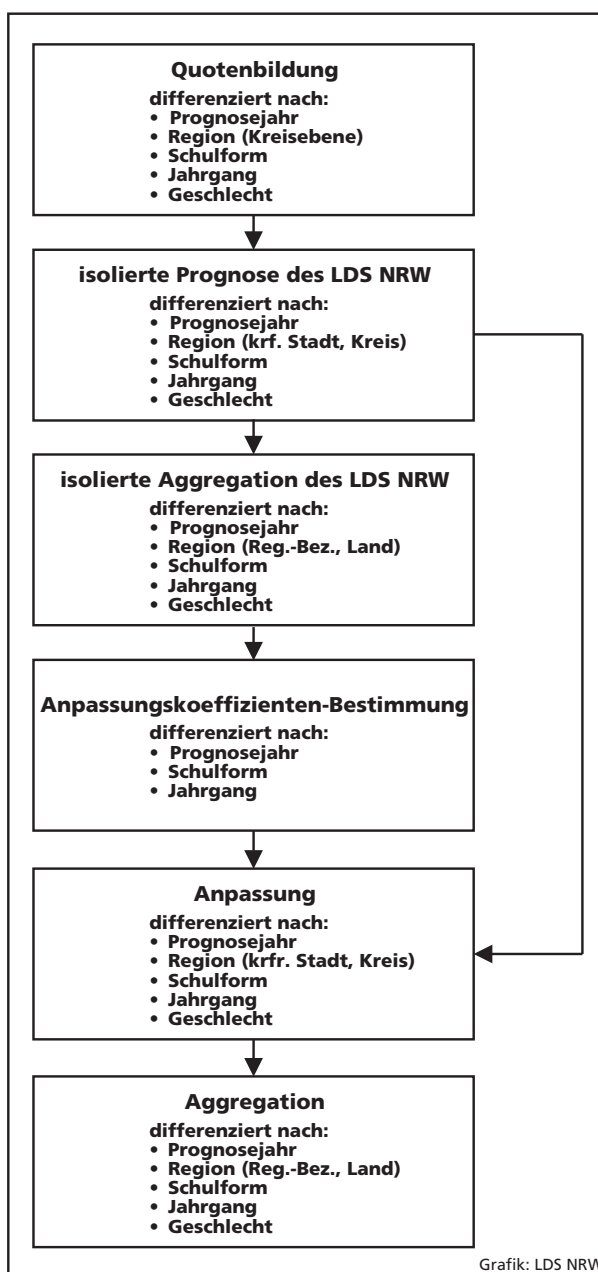 Quotenbildung
differenziert nach:
• Prognosejahr
• Region (Kreisebene)
• Schulform
• Jahrgang
• Geschlecht
isolierte Prognose des LDS NRW
differenziert nach:
• Prognosejahr
• Region (krf. Stadt, Kreis)
• Schulform
• Jahrgang
• Geschlecht
isolierte Aggregation des LDS NRW
differenziert nach:
• Prognosejahr
• Region (Reg.-Bez., Land)
• Schulform
• Jahrgang
• Geschlecht
Anpassungskoeffizienten-Bestimmung
differenziert nach:
• Prognosejahr
• Schulform
• Jahrgang
Anpassung
differenziert nach:
• Prognosejahr
• Region (krfr. Stadt, Kreis)
• Schulform
• Jahrgang
• Geschlecht
Aggregation
differenziert nach:
• Prognosejahr
• Region (Reg.-Bez., Land)
• Schulform
• Jahrgang
• Geschlecht
Grafik: LDS NRW